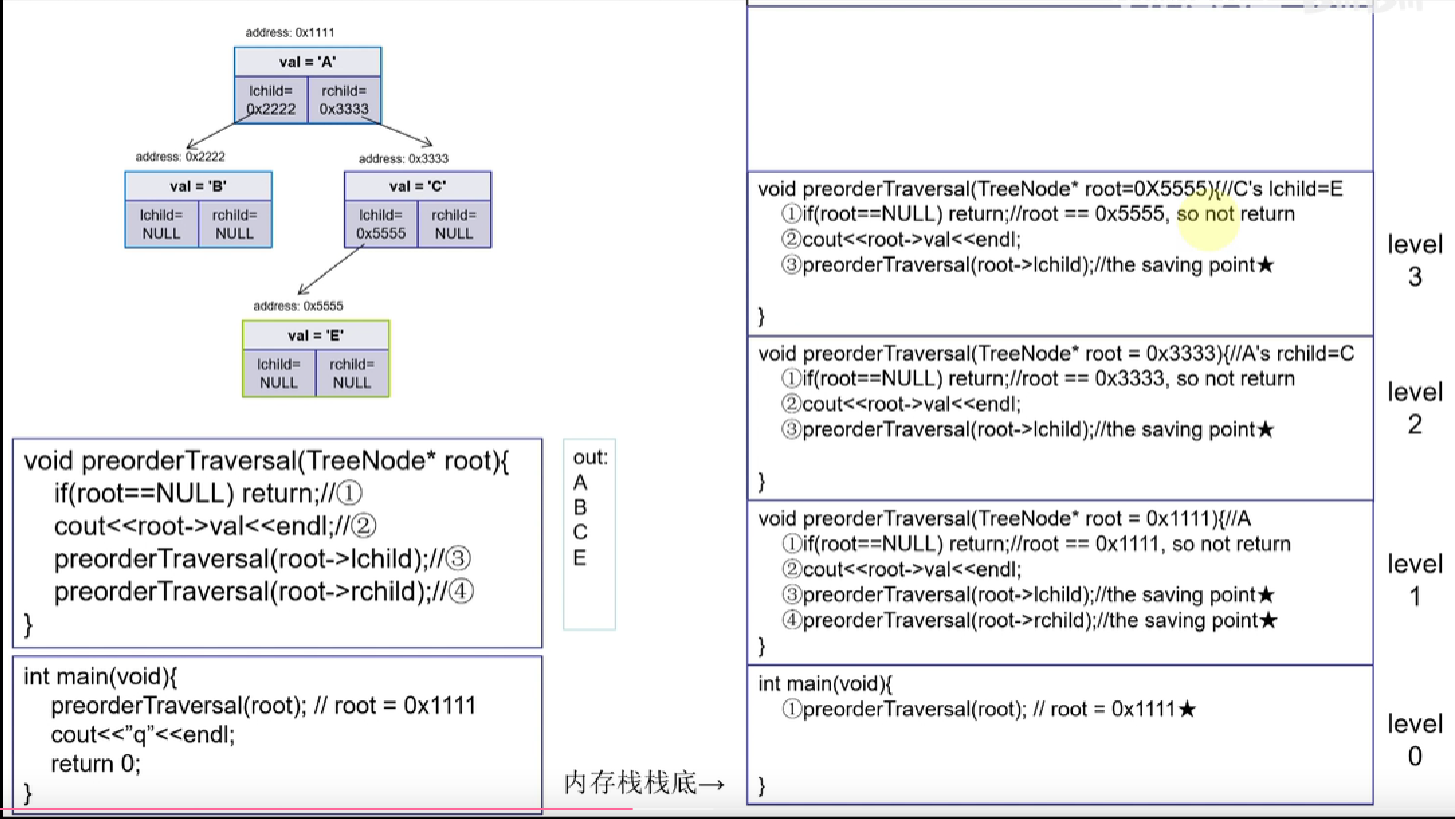 address: 0x1111
val = 'A'
lchild=
0x2222
rchild=
0x3333
address: 0x2222
val = 'B'
lchild=
NULL
rchild=
NULL
address: 0x3333
val = 'C'
lchild=
0x5555
rchild=
NULL
address: 0x5555
val = 'E'
lchild=
NULL
rchild=
NULL
void preorderTraversal(TreeNode* root){
if(root==NULL) return;//①
cout<<root->val<<endl;//②
preorderTraversal(root->lchild);//③
preorderTraversal(root->rchild);//④
}
out:
A
B
C
E
int main(void){
preorderTraversal(root); // root = 0x1111
cout<<”q”<<endl;
return 0;
}
内存栈栈底→
void preorderTraversal(TreeNode* root=0X5555){//C's lchild=E
①if(root==NULL) return;//root == 0x5555, so not return
②cout<<root->val<<endl;
③preorderTraversal(root->lchild);//the saving point★
}
level
3
void preorderTraversal(TreeNode* root = 0x3333){//A's rchild=C
①if(root==NULL) return;//root == 0x3333, so not return
②cout<<root->val<<endl;
③preorderTraversal(root->lchild);//the saving point★
}
level
2
void preorderTraversal(TreeNode* root = 0x1111){//A
①if(root==NULL) return;//root == 0x1111, so not return
②cout<<root->val<<endl;
③preorderTraversal(root->lchild);//the saving point★
④preorderTraversal(root->rchild);//the saving point★
}
level
1
int main(void){
①preorderTraversal(root); // root = 0x1111★
}
level
0